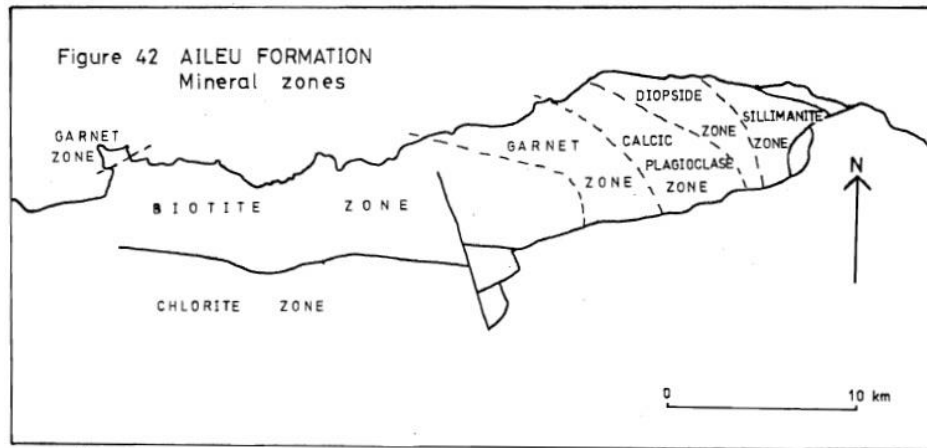 Figure 42 AILEU FORMATION
Mineral zones
GARNET
ZONE
BIOTITE ZONE
CHLORITE ZONE
GARNET
ZONE
CALCIC
PLAGIOCLASE
ZONE
DIOPSIDE
ZONE
SILLIMANITE
ZONE
N
0 10 km